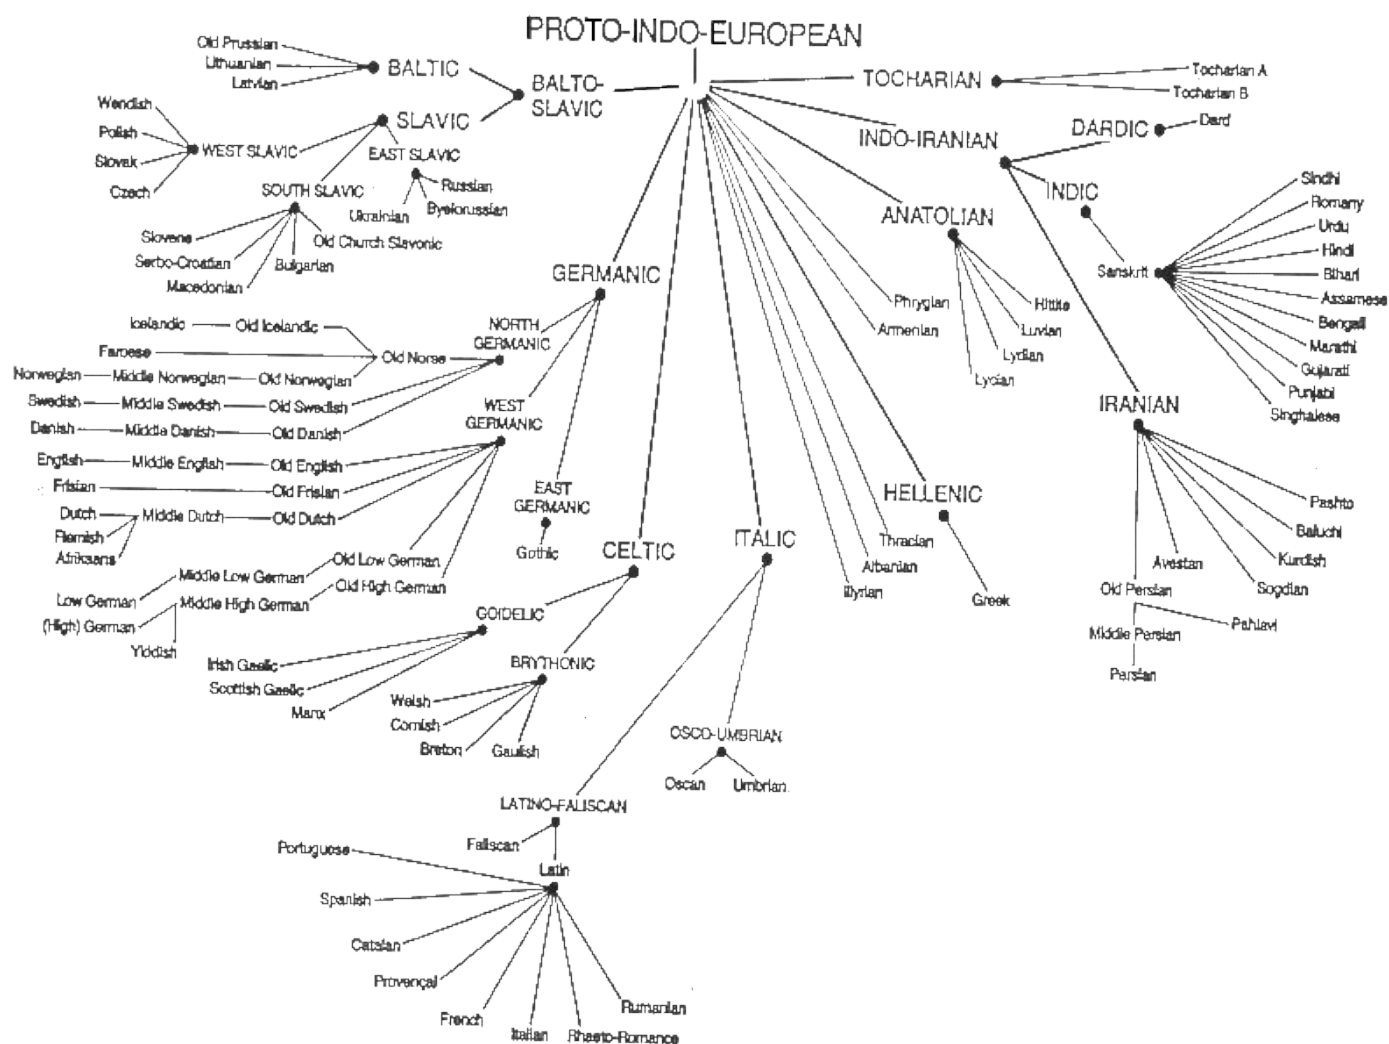 PROTO-INDO-EUROPEAN
Old Prussian
Lithuanian
Latvian
BALTIC
BALTO-
SLAVIC
TOCHARIAN
Tocharian A
Tocharian B
Wendish
Polish
Slovak
Czech
WEST SLAVIC
SLAVIC
EAST SLAVIC
Russian
Byelorussian
Ukrainian
SOUTH SLAVIC
Old Church Slavonic
Slovene
Serbo-Croatian
Macedonian
Bulgarian
INDO-IRANIAN
DARDIC
Dard
INDIC
Sanskrit
Sindhi
Romany
Urdu
Hindi
Bihari
Assamese
Bengali
Marathi
Gujarati
Punjabi
Singhalese
ANATOLIAN
Hittite
Luvian
Lydian
Lycian
Phrygian
Armenian
GERMANIC
NORTH
GERMANIC
Icelandic
Old Icelandic
Faroese
Old Norse
Norwegian
Middle Norwegian
Old Norwegian
Swedish
Middle Swedish
Old Swedish
Danish
Middle Danish
Old Danish
WEST
GERMANIC
English
Middle English
Old English
Frisian
Old Frisian
Dutch
Flemish
Afrikaans
Middle Dutch
Old Dutch
Old Low German
Middle Low German
Low German
Old High German
Middle High German
(High) German
Yiddish
EAST
GERMANIC
Gothic
IRANIAN
Pashto
Baluchi
Kurdish
Sogdian
Avestan
Old Persian
Pahlavi
Middle Persian
Persian
HELLENIC
Greek
Thracian
Albanian
Illyrian
CELTIC
GOIDELIC
Irish Gaelic
Scottish Gaelic
Manx
BRYTHONIC
Welsh
Cornish
Breton
Gaulish
ITALIC
OSCO-UMBRIAN
Oscan
Umbrian
LATINO-FALISCAN
Faliscan
Latin
Portuguese
Spanish
Catalan
Provençal
French
Italian
Rhaeto-Romance
Rumanian